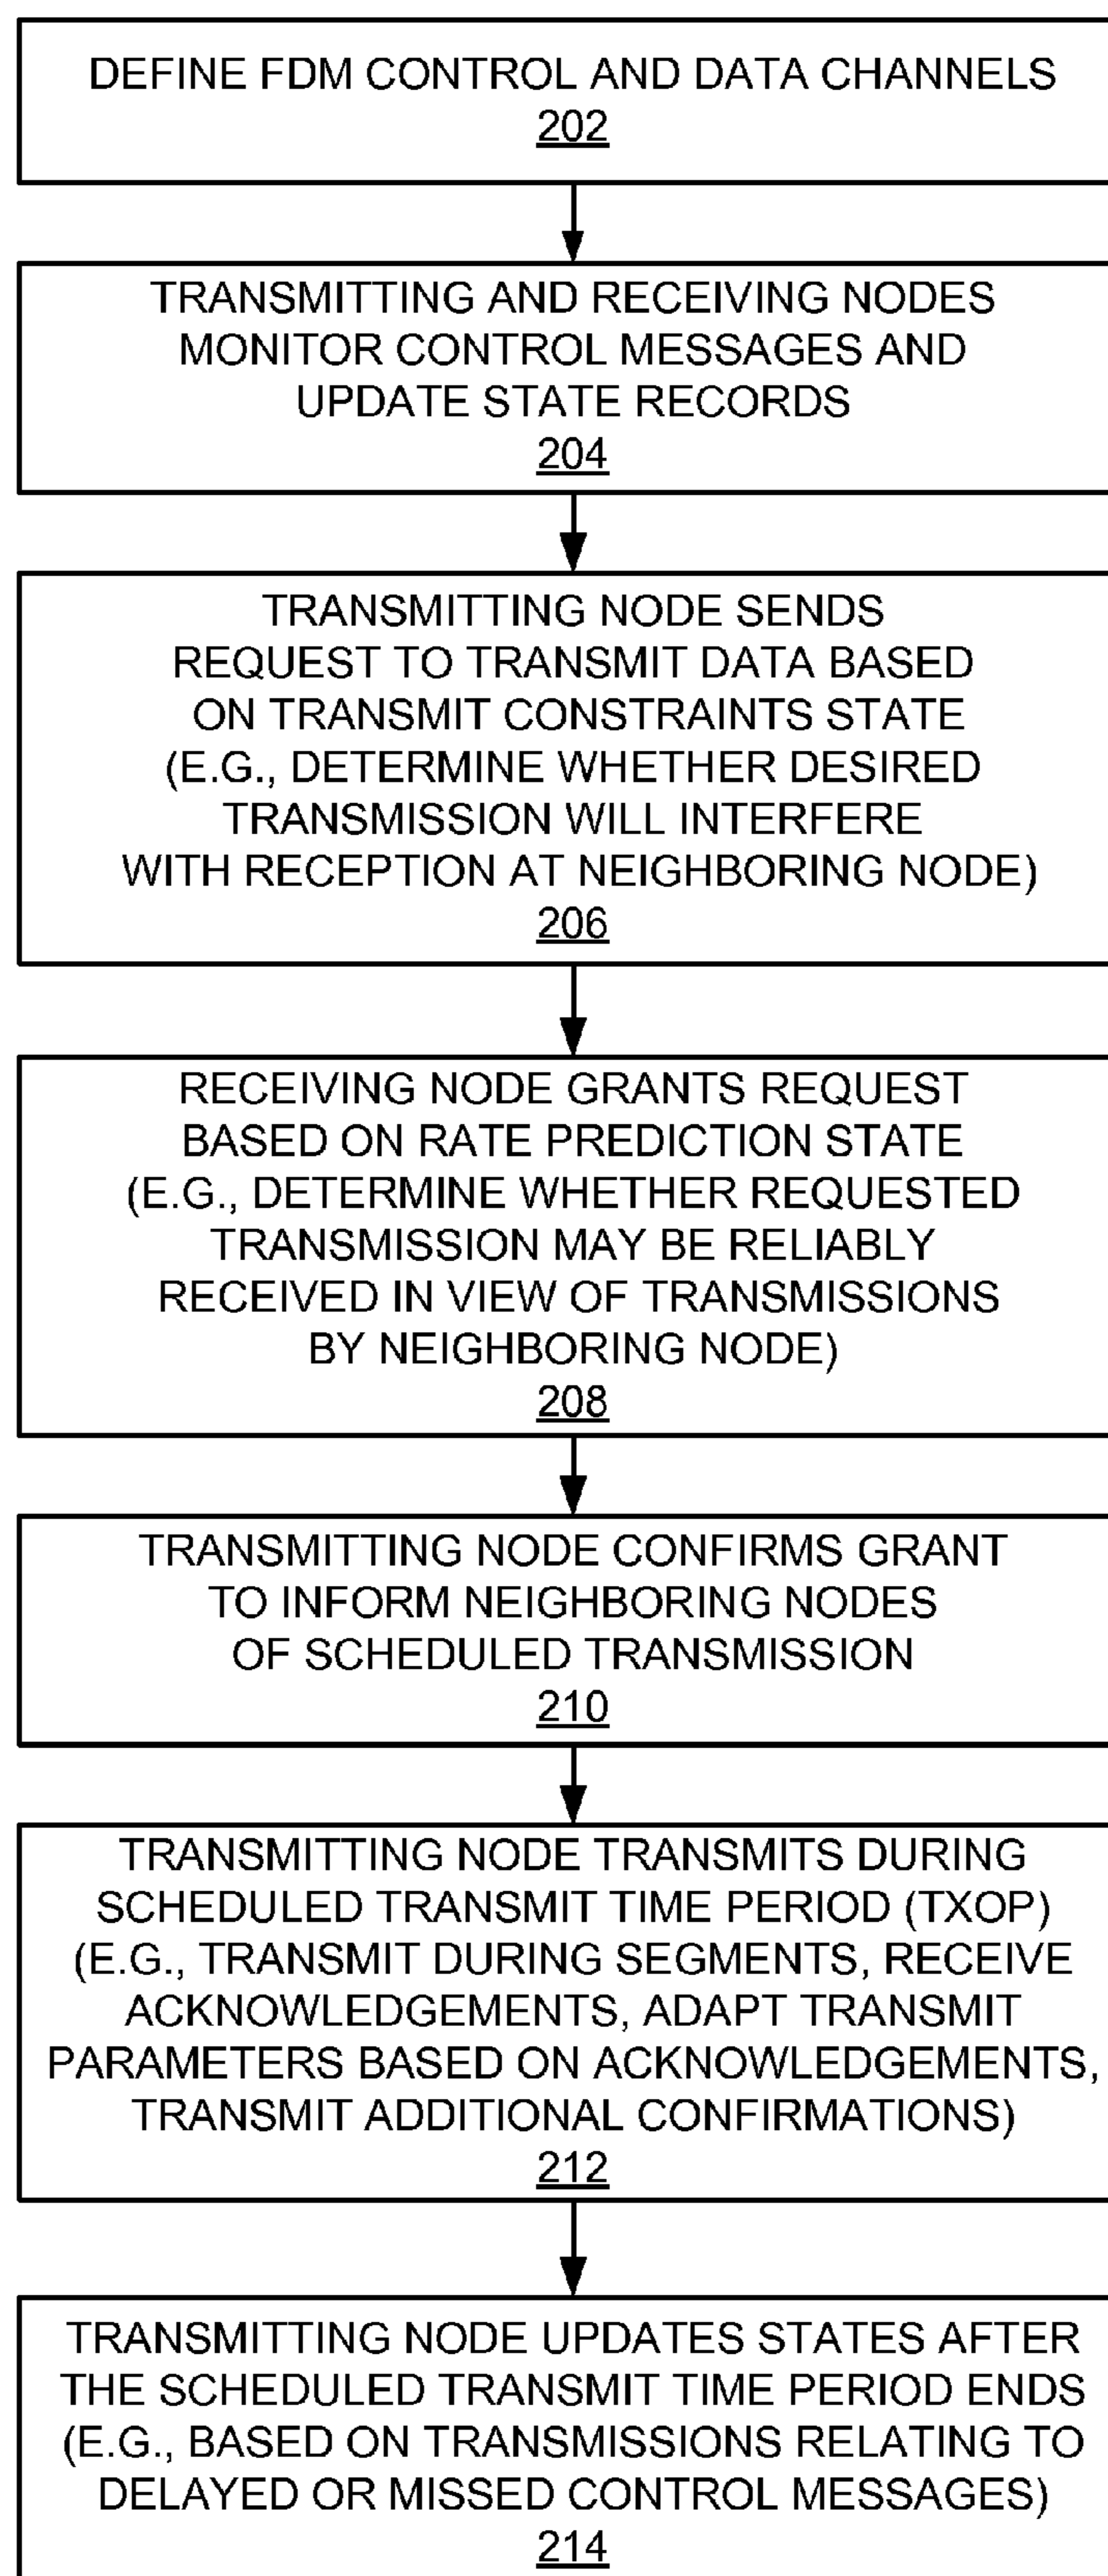 DEFINE FDM CONTROL AND DATA CHANNELS
202
TRANSMITTING AND RECEIVING NODES
MONITOR CONTROL MESSAGES AND
UPDATE STATE RECORDS
204
TRANSMITTING NODE SENDS
REQUEST TO TRANSMIT DATA BASED
ON TRANSMIT CONSTRAINTS STATE
(E.G., DETERMINE WHETHER DESIRED
TRANSMISSION WILL INTERFERE
WITH RECEPTION AT NEIGHBORING NODE)
206
RECEIVING NODE GRANTS REQUEST
BASED ON RATE PREDICTION STATE
(E.G., DETERMINE WHETHER REQUESTED
TRANSMISSION MAY BE RELIABLY
RECEIVED IN VIEW OF TRANSMISSIONS
BY NEIGHBORING NODE)
208
TRANSMITTING NODE CONFIRMS GRANT
TO INFORM NEIGHBORING NODES
OF SCHEDULED TRANSMISSION
210
TRANSMITTING NODE TRANSMITS DURING
SCHEDULED TRANSMIT TIME PERIOD (TXOP)
(E.G., TRANSMIT DURING SEGMENTS, RECEIVE
ACKNOWLEDGEMENTS, ADAPT TRANSMIT
PARAMETERS BASED ON ACKNOWLEDGEMENTS,
TRANSMIT ADDITIONAL CONFIRMATIONS)
212
TRANSMITTING NODE UPDATES STATES AFTER
THE SCHEDULED TRANSMIT TIME PERIOD ENDS
(E.G., BASED ON TRANSMISSIONS RELATING TO
DELAYED OR MISSED CONTROL MESSAGES)
214